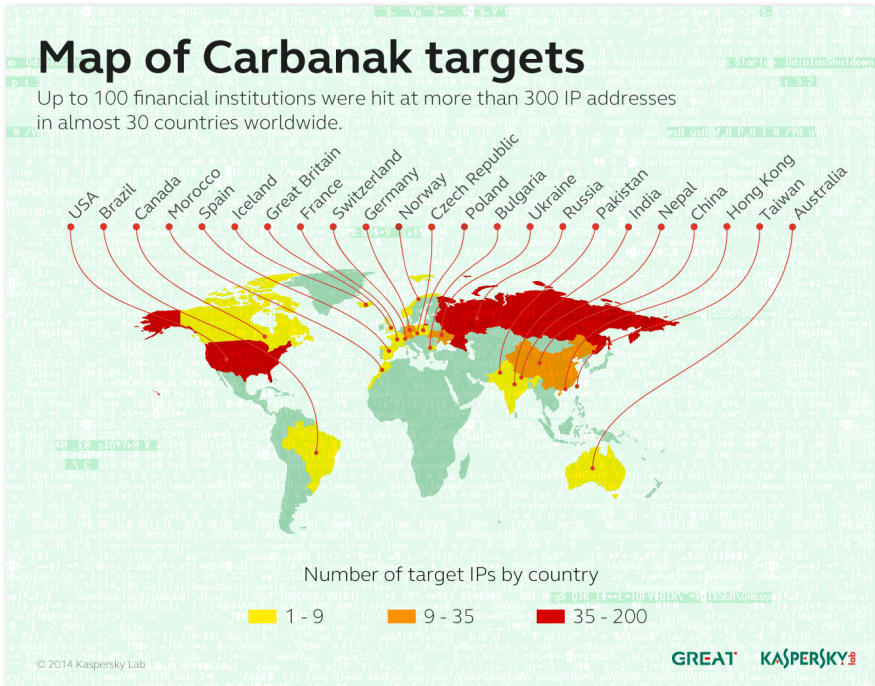 Map of Carbanak targets
Up to 100 financial institutions were hit at more than 300 IP addresses
in almost 30 countries worldwide.
USA
Brazil
Canada
Morocco
Spain
Iceland
Great Britain
France
Switzerland
Germany
Norway
Czech Republic
Poland
Bulgaria
Ukraine
Russia
Pakistan
India
Nepal
China
Hong Kong
Taiwan
Australia
Number of target IPs by country
1 - 9
9 - 35
35 - 200
© 2014 Kaspersky Lab
GREAT
KASPERSKY lab